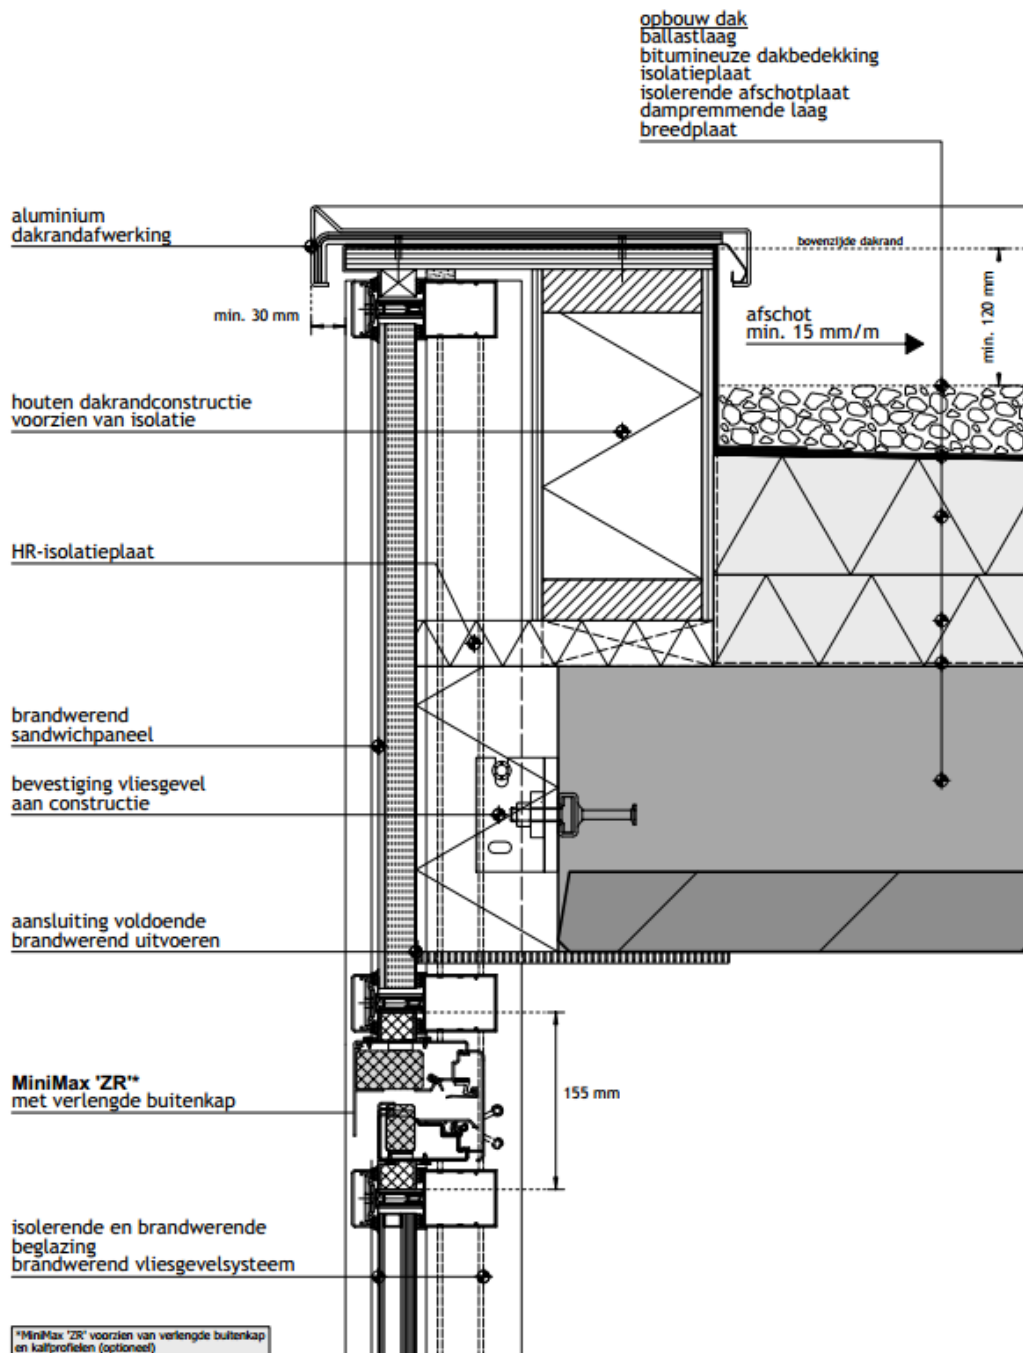 opbouw dak
ballastlaag
bitumineuze dakbedekking
isolatieplaat
isolerende afschotplaat
dampremmende laag
breedplaat
aluminium
dakrandafwerking
bovenzijde dakrand
min. 30 mm
afschot
min. 15 mm/m
min. 120 mm
houten dakrandconstructie
voorzien van isolatie
HR-isolatieplaat
brandwerend
sandwichpaneel
bevestiging vliesgevel
aan constructie
aansluiting voldoende
brandwerend uitvoeren
MiniMax 'ZR'*
met verlengde buitenkap
155 mm
isolerende en brandwerende
beglazing
brandwerend vliesgevelsysteem
*MiniMax 'ZR' voorzien van verlengde buitenkap
en kalfprofielen (optioneel)